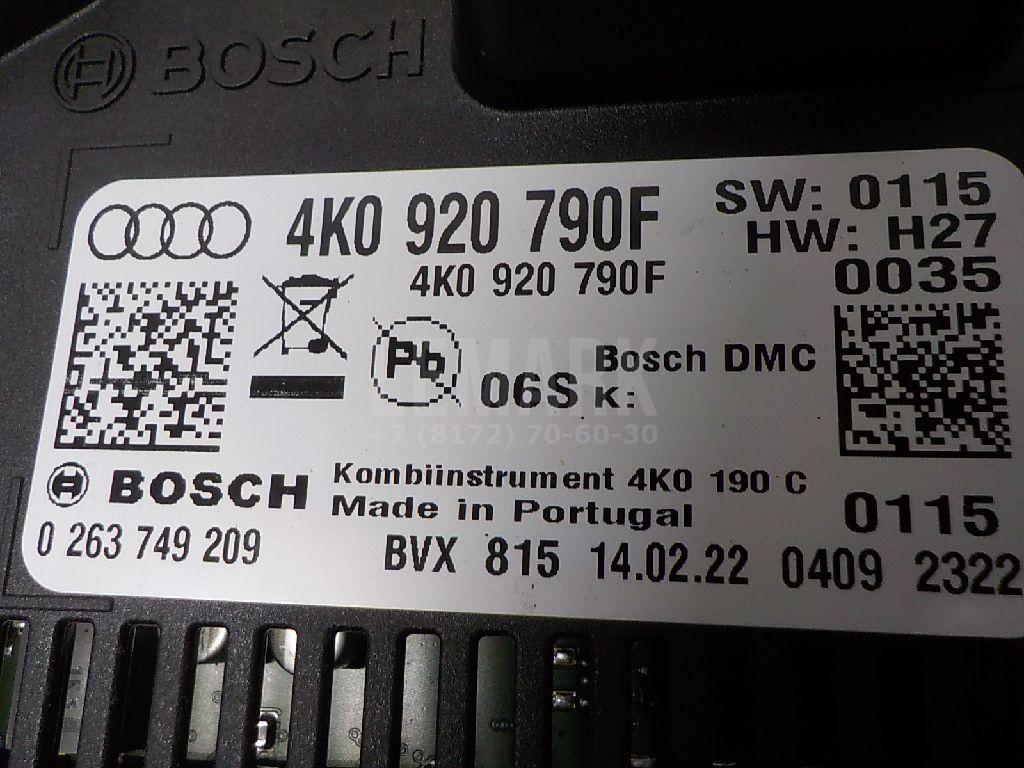 BOSCH
4K0 920 790F
SW: 0115
HW: H27
4K0 920 790F
0035
Pb
06S
Bosch DMC
K:
LEMARK
+7 (8172) 70-60-30
BOSCH
Kombiinstrument 4K0 190 C
Made in Portugal
0115
0 263 749 209
BVX 815 14.02.22 0409 2322